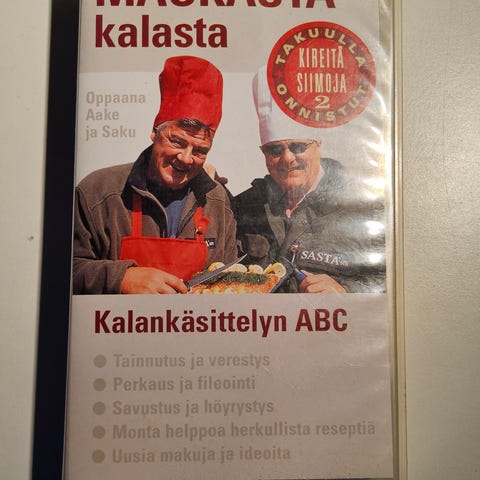 MAUKASTA
kalasta
TAKUULLA
KIREITÄ
SIIMOJA
2
ONNISTUT
Oppaana
Aake
ja Saku
SASTA
Kalankäsittelyn ABC
● Tainnutus ja verestys
● Perkaus ja fileointi
● Savustus ja höyrystys
● Monta helppoa herkullista reseptiä
● Uusia makuja ja ideoita